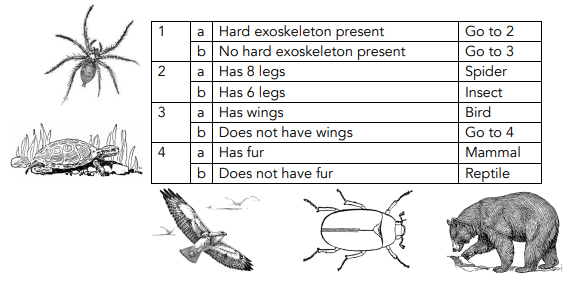 1 a Hard exoskeleton present Go to 2
b No hard exoskeleton present Go to 3
2 a Has 8 legs Spider
b Has 6 legs Insect
3 a Has wings Bird
b Does not have wings Go to 4
4 a Has fur Mammal
b Does not have fur Reptile